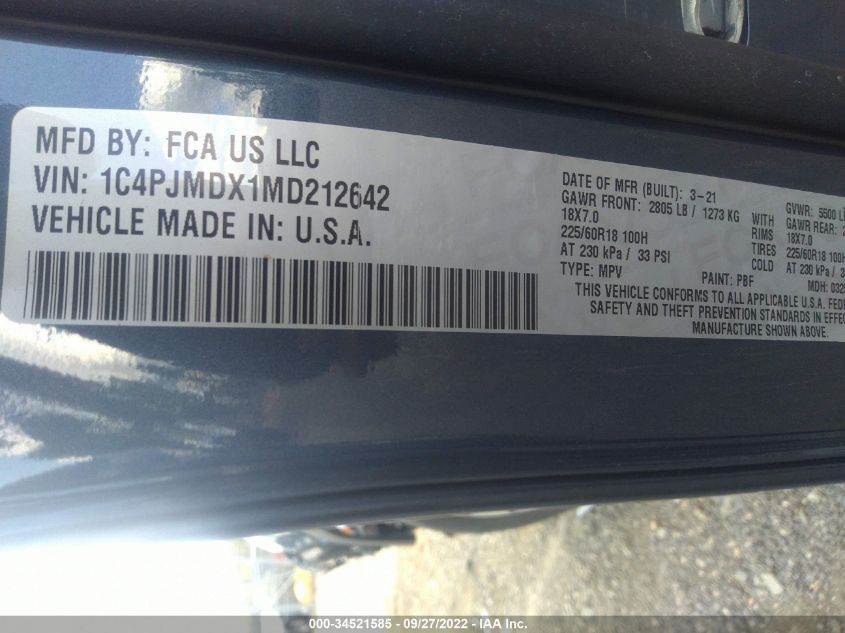 MFD BY: FCA US LLC
VIN: 1C4PJMDX1MD212642
VEHICLE MADE IN: U.S.A.
DATE OF MFR (BUILT): 3-21
GAWR FRONT: 2805 LB / 1273 KG
18X7.0
225/60R18 100H
AT 230 kPa / 33 PSI
TYPE: MPV
WITH
RIMS
TIRES
COLD
GVWR: 5500
GAWR REAR:
18X7.0
225/60R18 100H
AT 230 kPa /
PAINT: PBF
MDH:
THIS VEHICLE CONFORMS TO ALL APPLICABLE U.S.A.
SAFETY AND THEFT PREVENTION STANDARDS IN
MANUFACTURE SHOWN ABOVE.
000-34521585 - 09/27/2022 - IAA Inc.